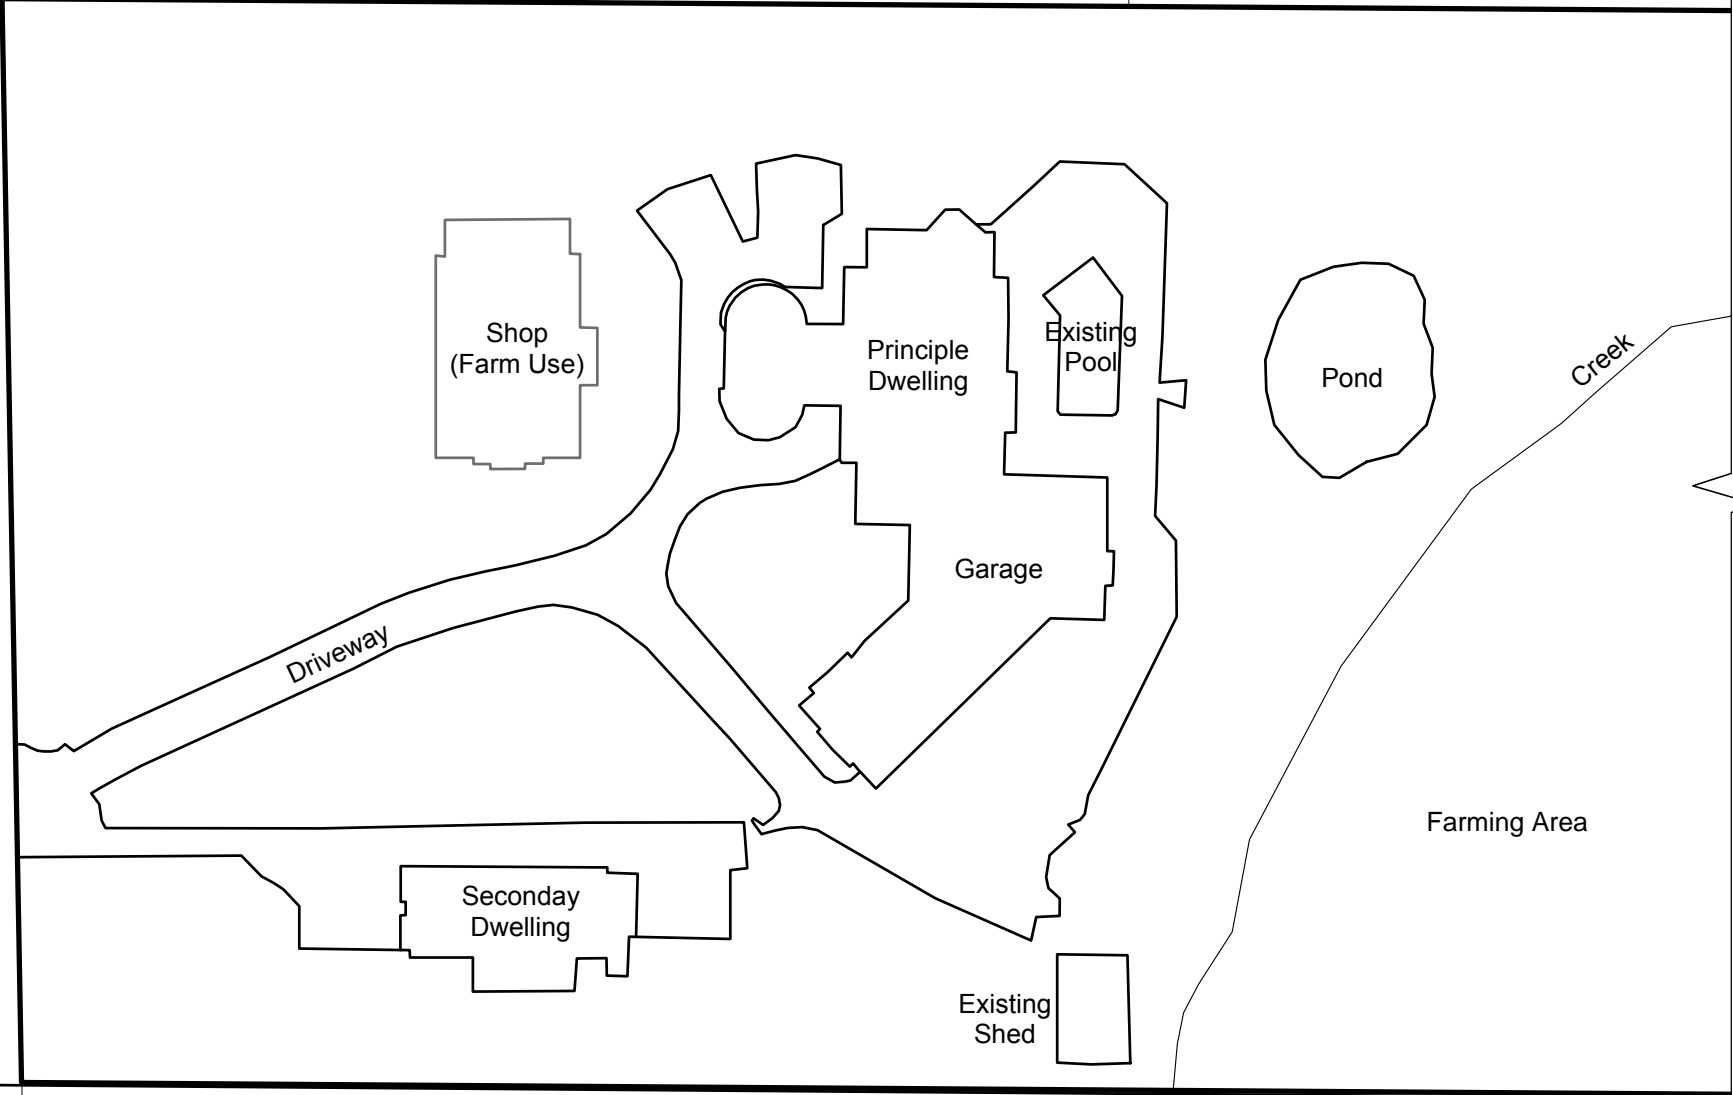 Shop
(Farm Use)
Principle
Dwelling
Existing
Pool
Pond
Creek
Garage
Driveway
Farming Area
Seconday
Dwelling
Existing
Shed